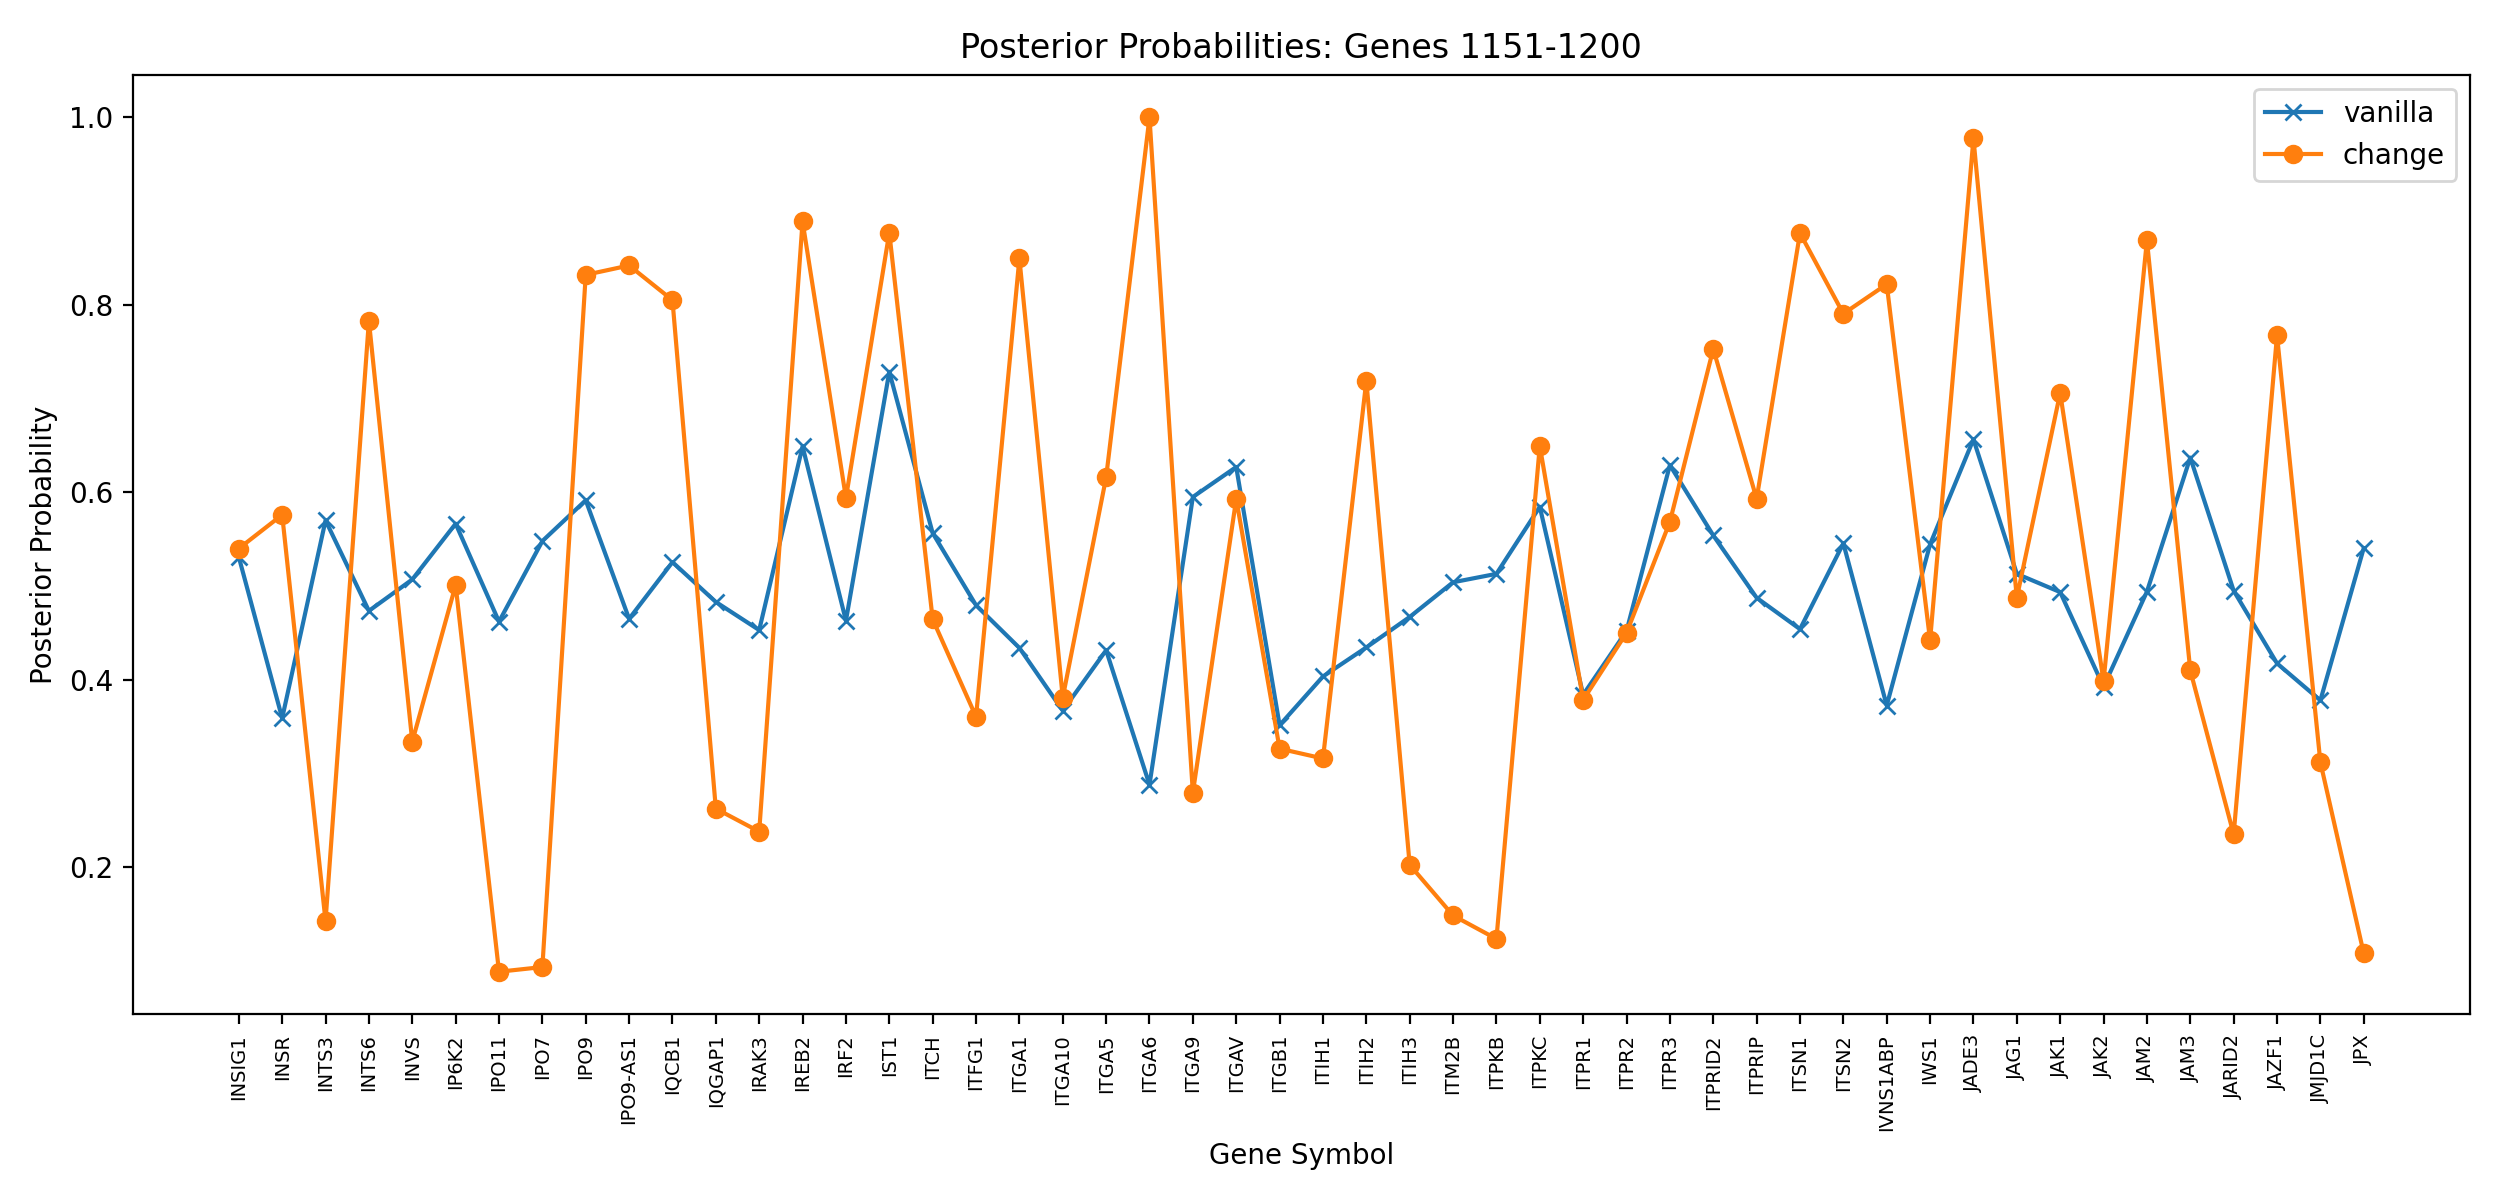 Posterior Probabilities: Genes 1151-1200
vanilla
change
Posterior Probability
1.0
0.8
0.6
0.4
0.2
INSIG1
INSR
INTS3
INTS6
INVS
IP6K2
IPO11
IPO7
IPO9
IPO9-AS1
IQCB1
IQGAP1
IRAK3
IREB2
IRF2
IST1
ITCH
ITFG1
ITGA1
ITGA10
ITGA5
ITGA6
ITGA9
ITGAV
ITGB1
ITIH1
ITIH2
ITIH3
ITM2B
ITPKB
ITPKC
ITPR1
ITPR2
ITPR3
ITPRID2
ITPRIP
ITSN1
ITSN2
IVNS1ABP
IWS1
JADE3
JAG1
JAK1
JAK2
JAM2
JAM3
JARID2
JAZF1
JMJD1C
JPX
Gene Symbol